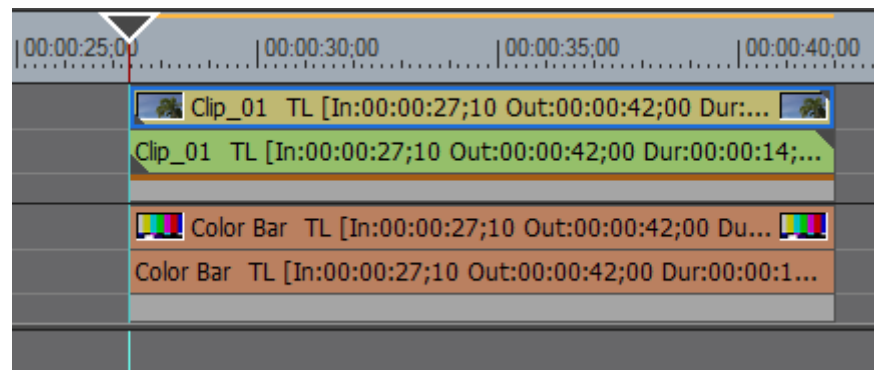 00:00:25;00 00:00:30;00 00:00:35;00 00:00:40;00
Clip_01 TL [In:00:00:27;10 Out:00:00:42;00 Dur:...
Clip_01 TL [In:00:00:27;10 Out:00:00:42;00 Dur:00:00:14;...
Color Bar TL [In:00:00:27;10 Out:00:00:42;00 Du...
Color Bar TL [In:00:00:27;10 Out:00:00:42;00 Dur:00:00:1...